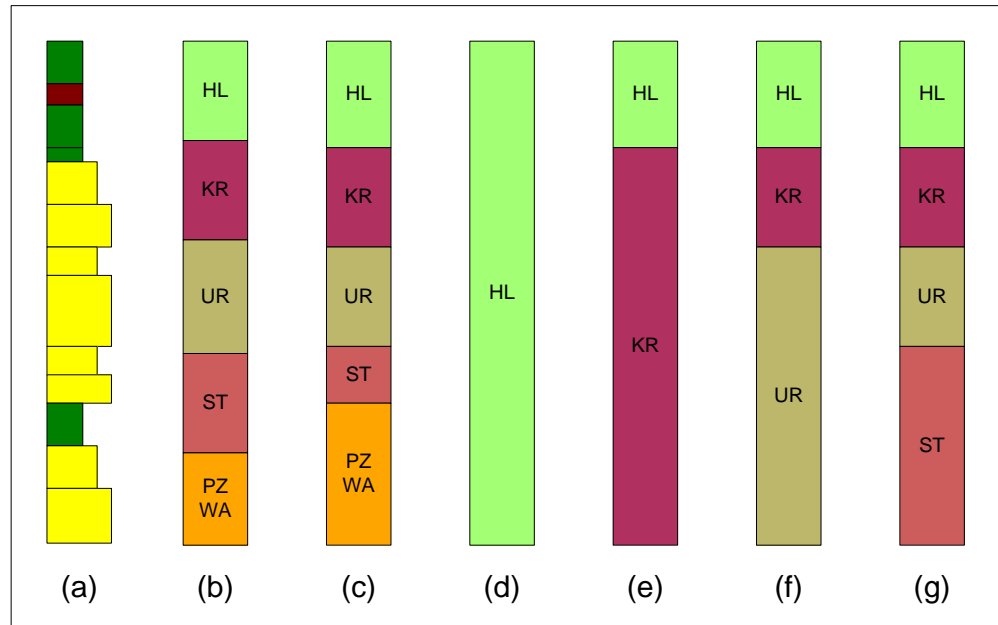 HL
KR
UR
ST
PZ
WA
HL
KR
UR
ST
PZ
WA
HL
HL
KR
HL
KR
UR
HL
KR
UR
ST
(a)
(b)
(c)
(d)
(e)
(f)
(g)